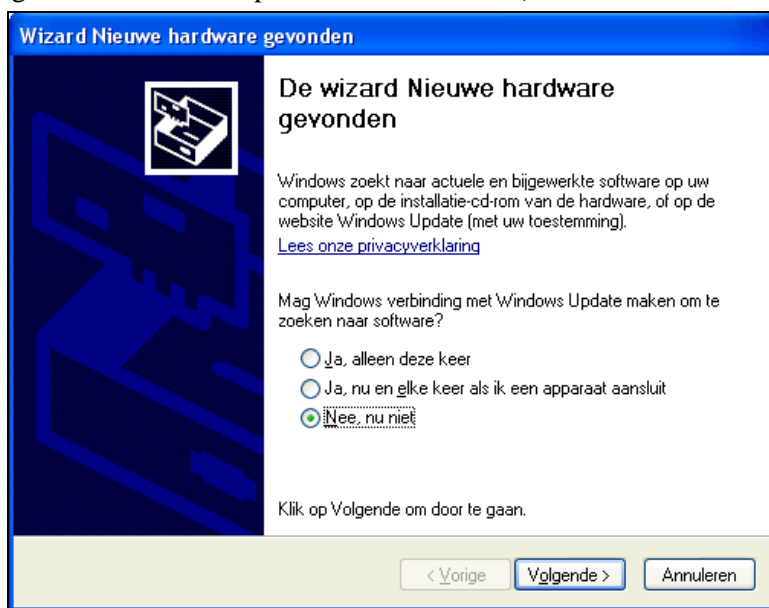 Wizard Nieuwe hardware gevonden
De wizard Nieuwe hardware
gevonden
Windows zoekt naar actuele en bijgewerkte software op uw
computer, op de installatie-cd-rom van de hardware, of op de
website Windows Update (met uw toestemming).
Lees onze privacyverklaring
Mag Windows verbinding met Windows Update maken om te
zoeken naar software?
Ja, alleen deze keer
Ja, nu en elke keer als ik een apparaat aansluit
Nee, nu niet
Klik op Volgende om door te gaan.
< Vorige Volgende > Annuleren